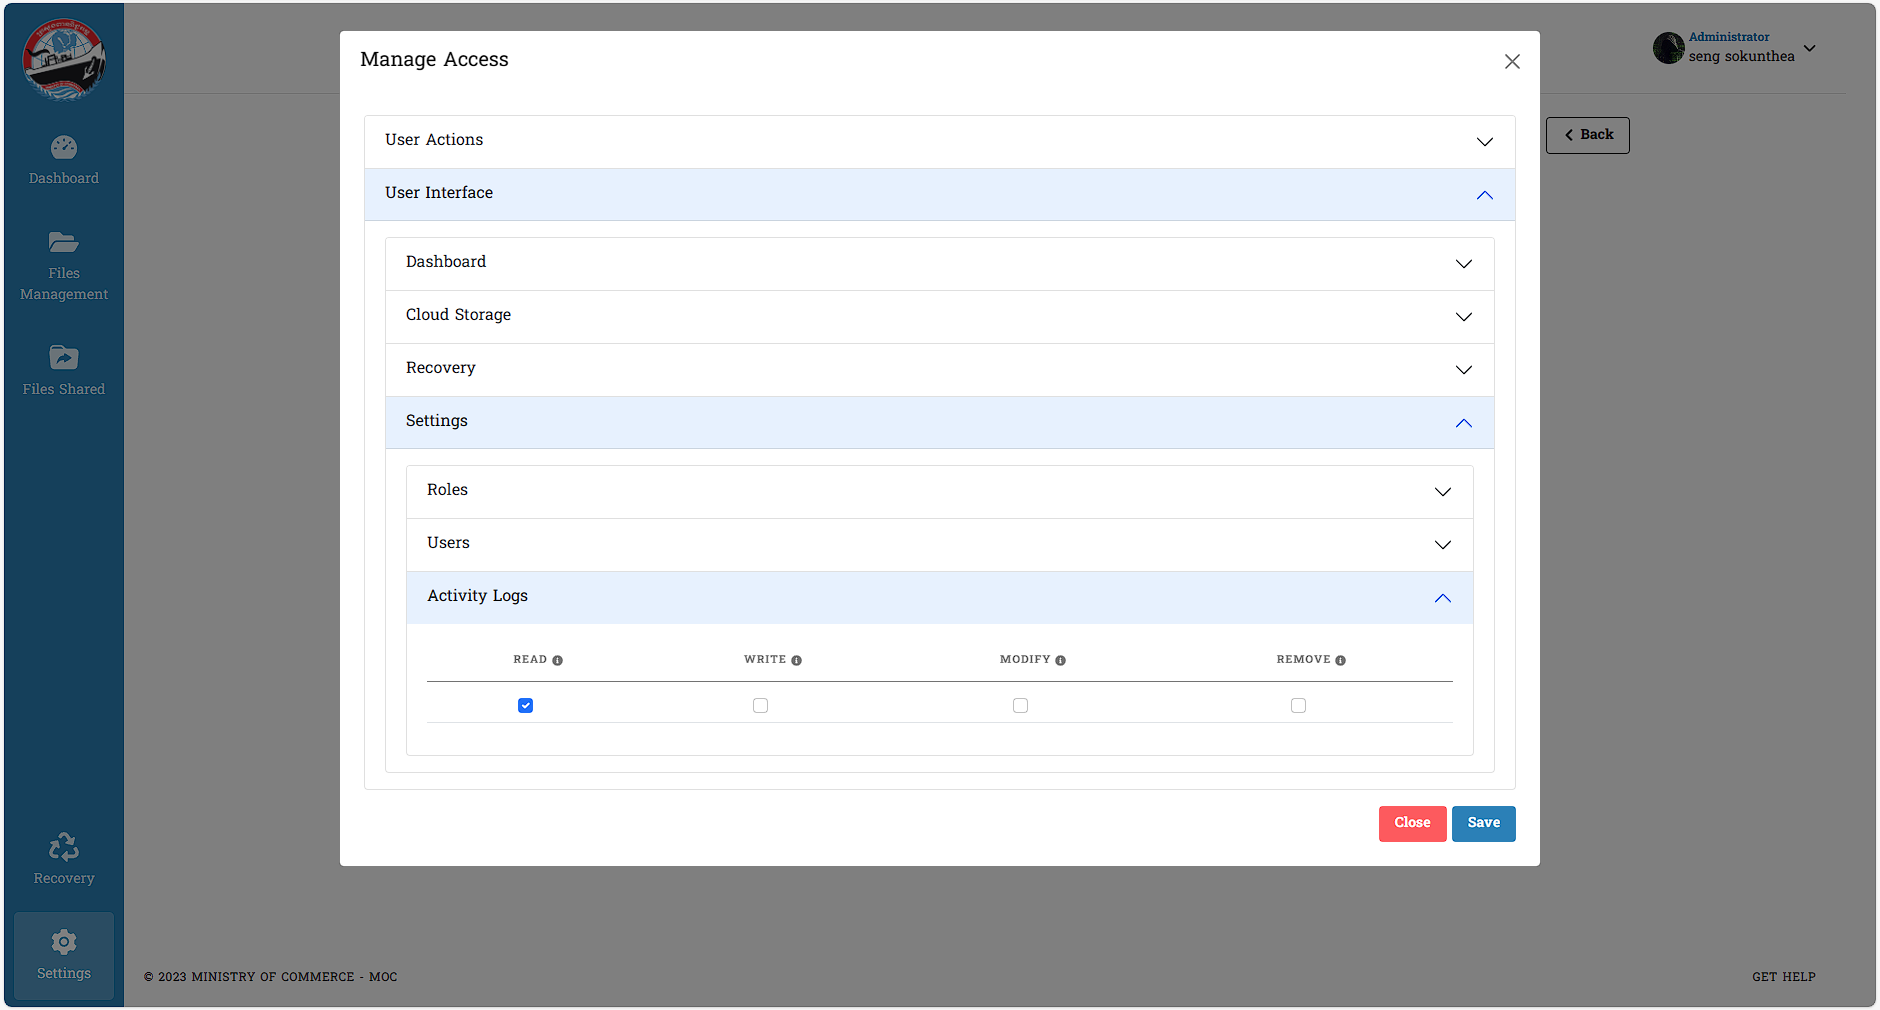 Manage Access
Administrator
seng sokunthea
Back
Dashboard
Files
Management
Files Shared
Recovery
Settings
User Actions
User Interface
Dashboard
Cloud Storage
Recovery
Settings
Roles
Users
Activity Logs
READ WRITE MODIFY REMOVE
Close Save
© 2023 MINISTRY OF COMMERCE - MOC
GET HELP